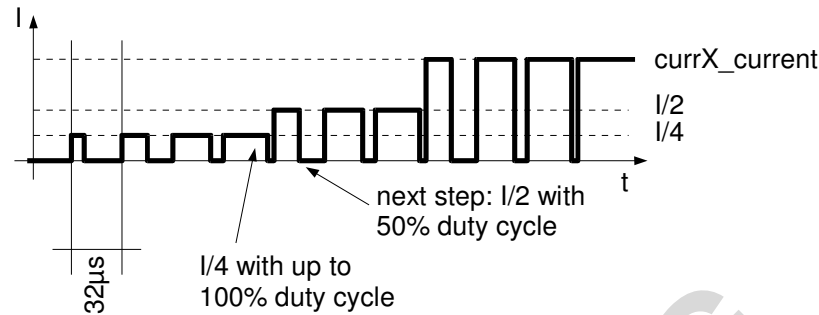 I
currX_current
I/2
I/4
t
next step: I/2 with
50% duty cycle
I/4 with up to
100% duty cycle
32µs